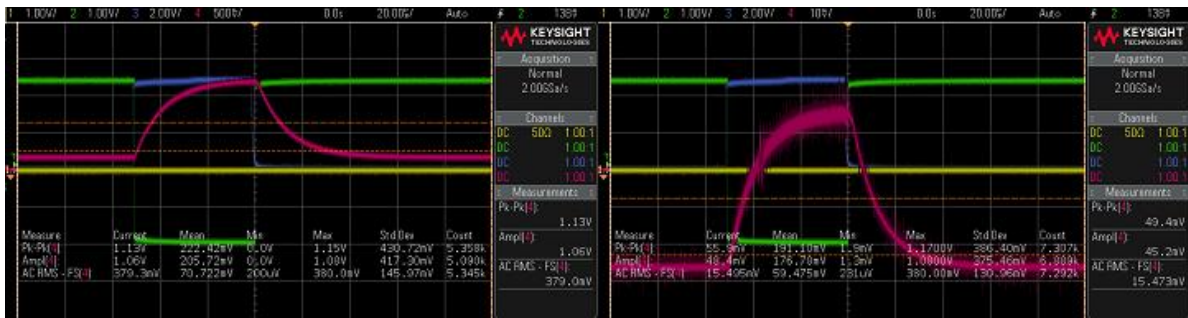 1 1.00V/ 2 1.00V/ 3 2.00V/ 4 500▯/ 0.0s 20.00▯/ Auto 2 138▯
KEYSIGHT
TECHNOLOGIES
Acquisition
Normal
2.00GSa/s
Channels
DC 50Ω 1.00:1
DC 1.00:1
DC 1.00:1
DC 1.00:1
Measurements
Pk-Pk(4):
1.13V
Ampl(4):
1.06V
AC RMS - FS(4):
379.0mV
Measure Current Mean Min Max Std Dev Count
Pk-Pk(4) 1.13V 222.42mV 0.0V 1.15V 430.72mV 5.358k
Ampl(4) 1.06V 205.72mV 0.0V 1.08V 417.30mV 5.090k
AC RMS - FS(4) 379.3mV 70.722mV 200uV 380.0mV 145.97mV 5.345k
1 1.00V/ 2 1.00V/ 3 2.00V/ 4 10▯/ 0.0s 20.00▯/ Auto 2 138▯
KEYSIGHT
TECHNOLOGIES
Acquisition
Normal
2.00GSa/s
Channels
DC 50Ω 1.00:1
DC 1.00:1
DC 1.00:1
DC 1.00:1
Measurements
Pk-Pk(4):
49.4mV
Ampl(4):
45.2mV
AC RMS - FS(4):
15.473mV
Measure Current Mean Min Max Std Dev Count
Pk-Pk(4) 55.9mV 191.10mV 1.9mV 1.1700V 386.40mV 7.307k
Ampl(4) 48.4mV 176.70mV 1.3mV 1.0800V 375.46mV 6.889k
AC RMS - FS(4) 15.495mV 59.475mV 231uV 380.00mV 130.96mV 7.292k